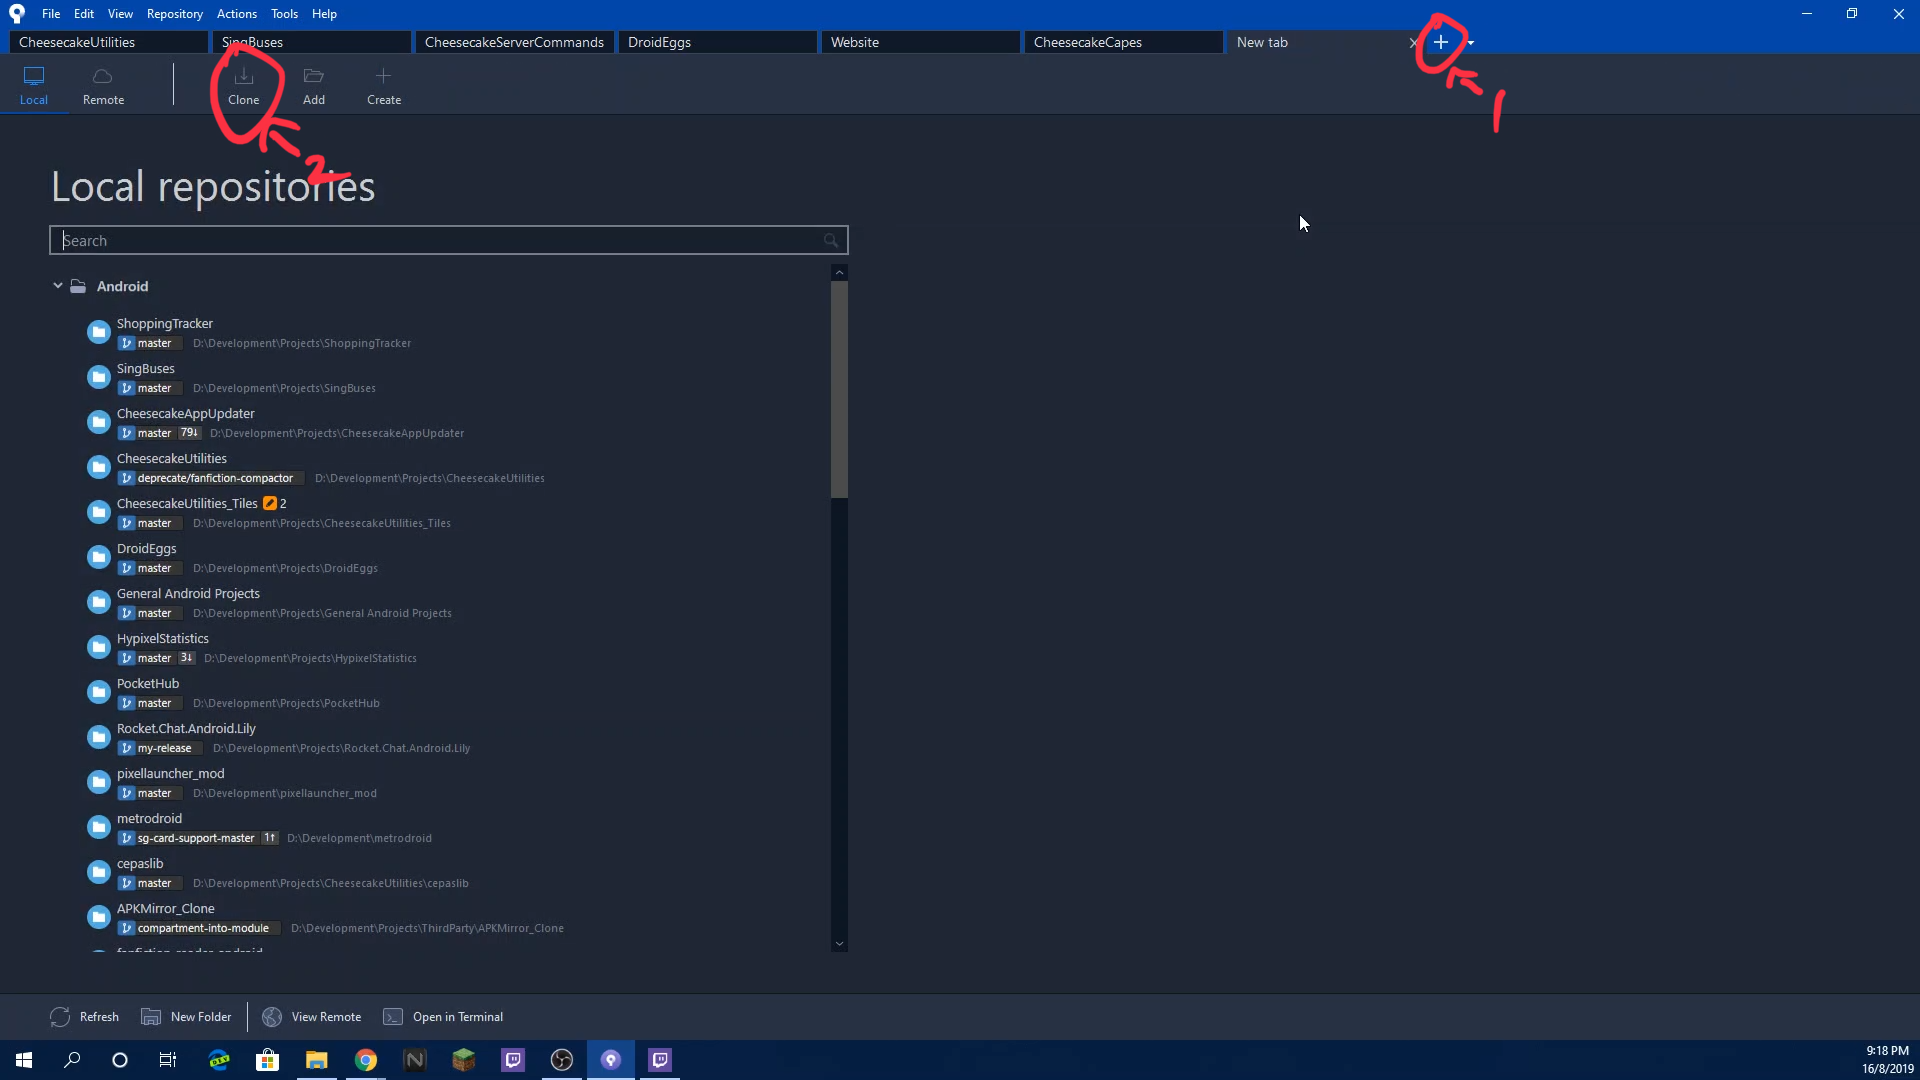 File Edit View Repository Actions Tools Help
CheesecakeUtilities SingBuses CheesecakeServerCommands DroidEggs Website CheesecakeCapes New tab
Local Remote Clone Add Create
1
2
Local repositories
Search
Android
ShoppingTracker
master D:\Development\Projects\ShoppingTracker
SingBuses
master D:\Development\Projects\SingBuses
CheesecakeAppUpdater
master 79↓ D:\Development\Projects\CheesecakeAppUpdater
CheesecakeUtilities
deprecate/fanfiction-compactor D:\Development\Projects\CheesecakeUtilities
CheesecakeUtilities_Tiles 2
master D:\Development\Projects\CheesecakeUtilities_Tiles
DroidEggs
master D:\Development\Projects\DroidEggs
General Android Projects
master D:\Development\Projects\General Android Projects
HypixelStatistics
master 3↓ D:\Development\Projects\HypixelStatistics
PocketHub
master D:\Development\Projects\PocketHub
Rocket.Chat.Android.Lily
my-release D:\Development\Projects\Rocket.Chat.Android.Lily
pixellauncher_mod
master D:\Development\pixellauncher_mod
metrodroid
sg-card-support-master 1↑ D:\Development\metrodroid
cepaslib
master D:\Development\Projects\CheesecakeUtilities\cepaslib
APKMirror_Clone
compartment-into-module D:\Development\Projects\ThirdParty\APKMirror_Clone
Refresh New Folder View Remote Open in Terminal
DEV
9:18 PM
16/8/2019